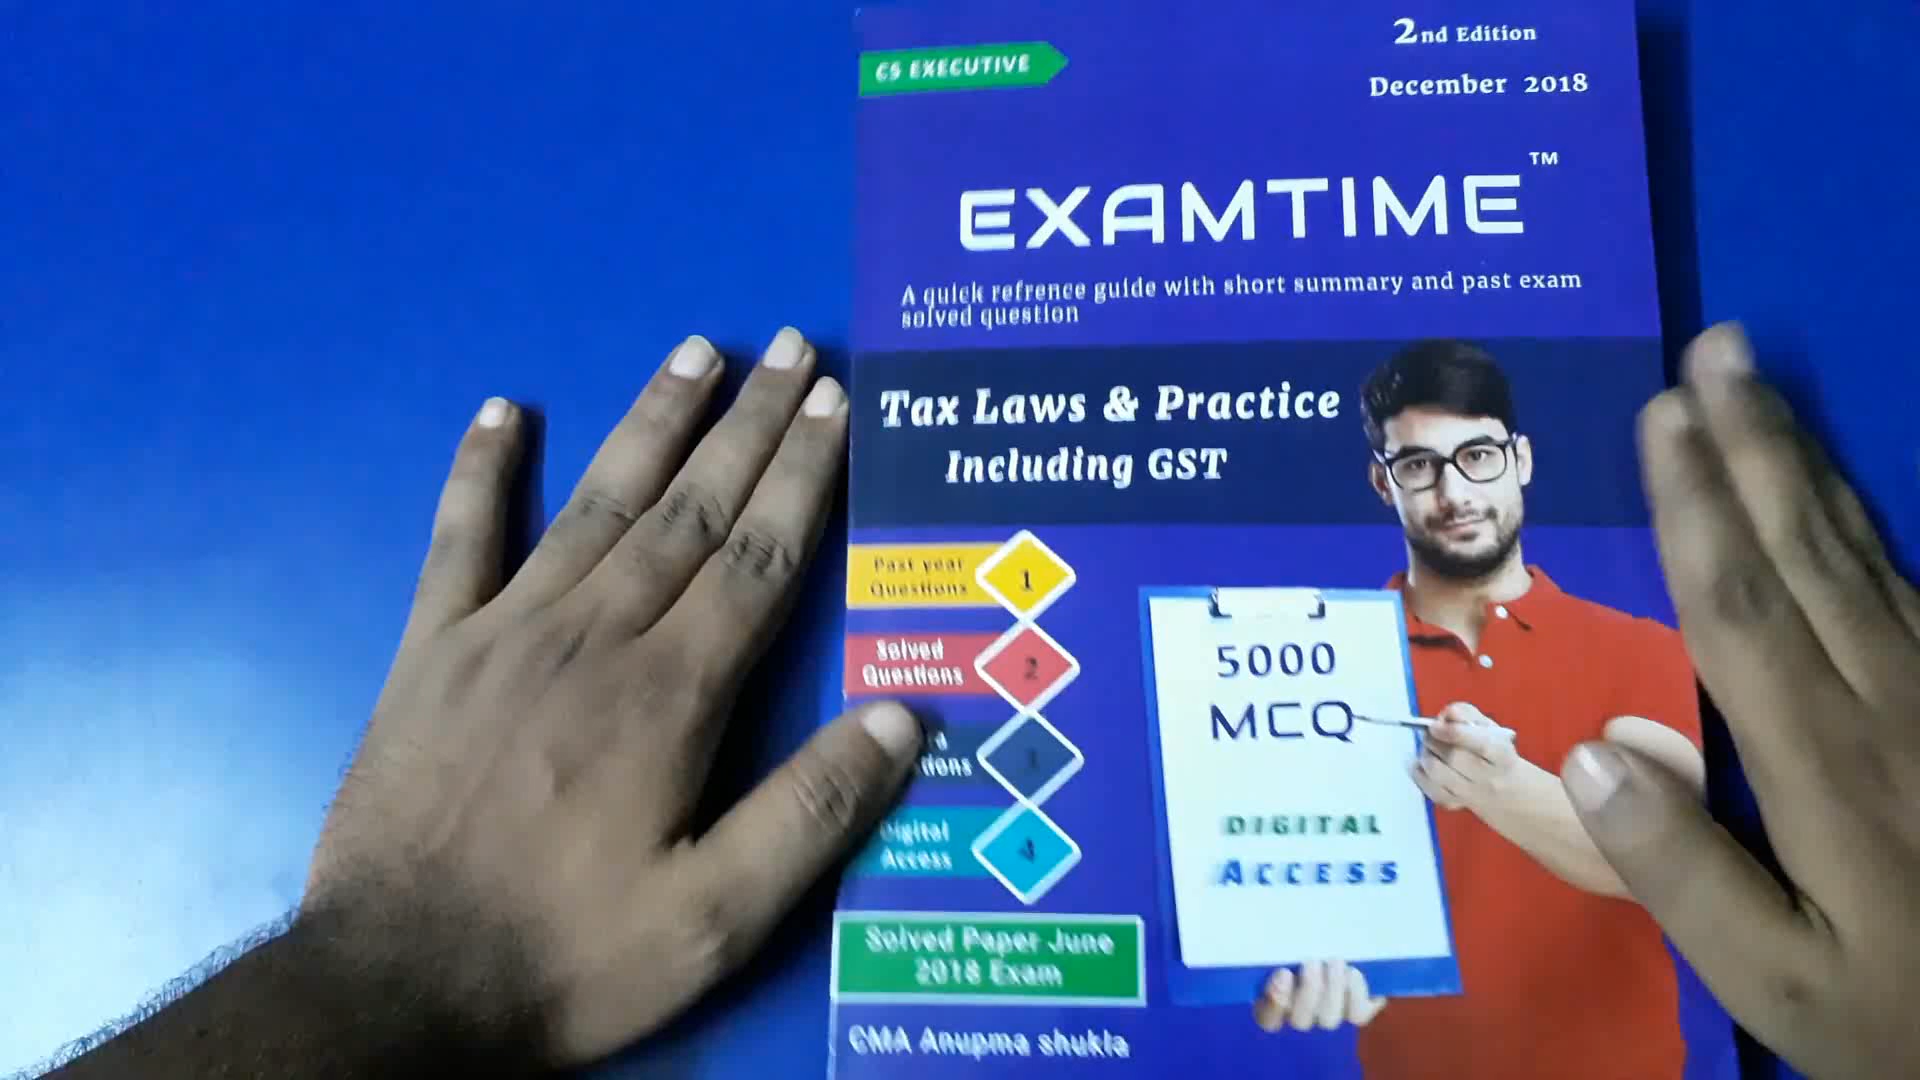 CS EXECUTIVE
2nd Edition
December 2018
EXAMTIME™
A quick refrence guide with short summary and past exam
solved question
Tax Laws & Practice
Including GST
Past year
Questions
1
Solved
Questions
2
3
Digital
Access
4
5000
MCQ
DIGITAL
ACCESS
Solved Paper June
2018 Exam
CMA Anupma shukla